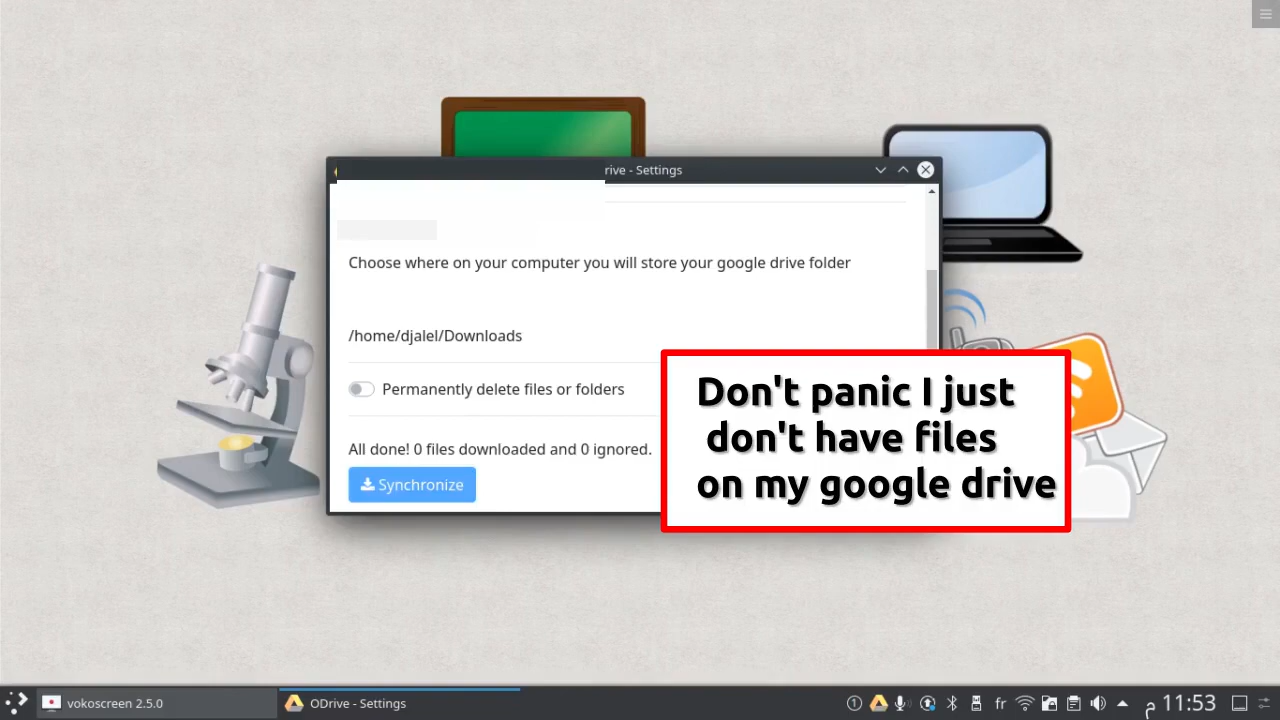 rive - Settings
Choose where on your computer you will store your google drive folder
/home/djalel/Downloads
Permanently delete files or folders
All done! 0 files downloaded and 0 ignored.
Synchronize
Don't panic I just
don't have files
on my google drive
vokoscreen 2.5.0
ODrive - Settings
1
fr
م 11:53